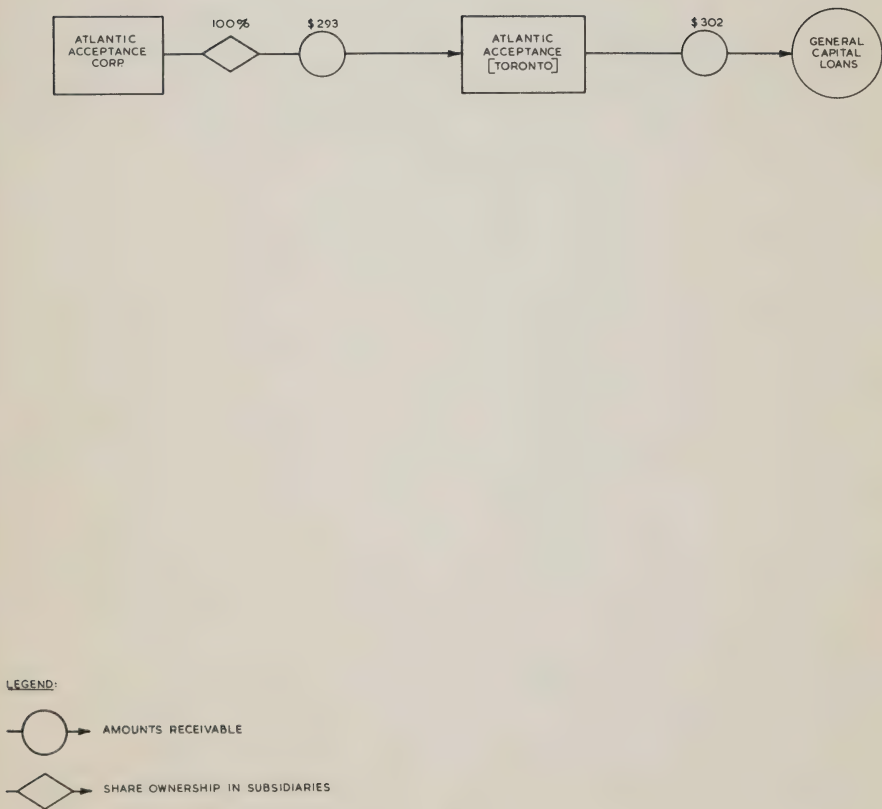 100%
$293
$302
ATLANTIC
ACCEPTANCE
CORP.
ATLANTIC
ACCEPTANCE
[TORONTO]
GENERAL
CAPITAL
LOANS
LEGEND:
AMOUNTS RECEIVABLE
SHARE OWNERSHIP IN SUBSIDIARIES